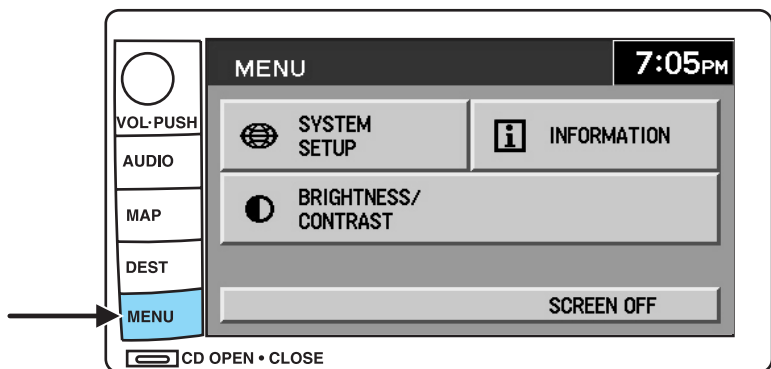 MENU
7:05PM
VOL·PUSH
AUDIO
MAP
DEST
MENU
SYSTEM
SETUP
i INFORMATION
BRIGHTNESS/
CONTRAST
SCREEN OFF
CD OPEN • CLOSE